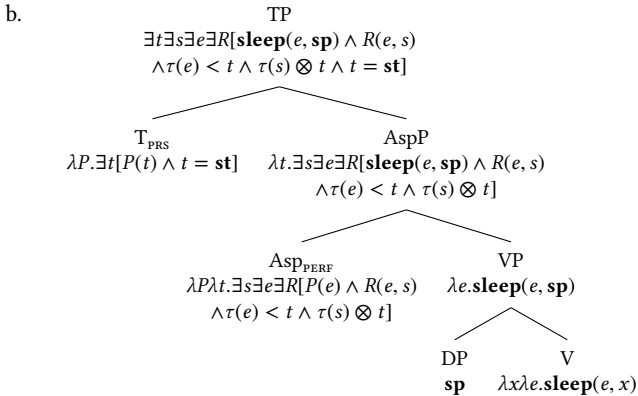 b.
TP
∃t∃s∃e∃R[sleep(e, sp) ∧ R(e, s)
∧τ(e) < t ∧ τ(s) ⊗ t ∧ t = st]
T_PRS AspP
λP.∃t[P(t) ∧ t = st] λt.∃s∃e∃R[sleep(e, sp) ∧ R(e, s)
∧τ(e) < t ∧ τ(s) ⊗ t]
Asp_PERF VP
λPλt.∃s∃e∃R[P(e) ∧ R(e, s) λe.sleep(e, sp)
∧τ(e) < t ∧ τ(s) ⊗ t]
DP V
sp λxλe.sleep(e, x)